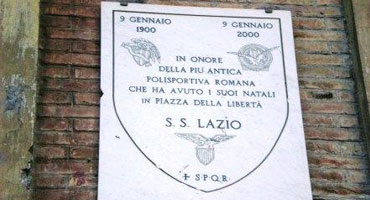 9 GENNAIO 9 GENNAIO
1900 2000
IN ONORE
DELLA PIU ANTICA
POLISPORTIVA ROMANA
CHE HA AVUTO I SUOI NATALI
IN PIAZZA DELLA LIBERTÀ
S. S. LAZIO
S.P.Q.R